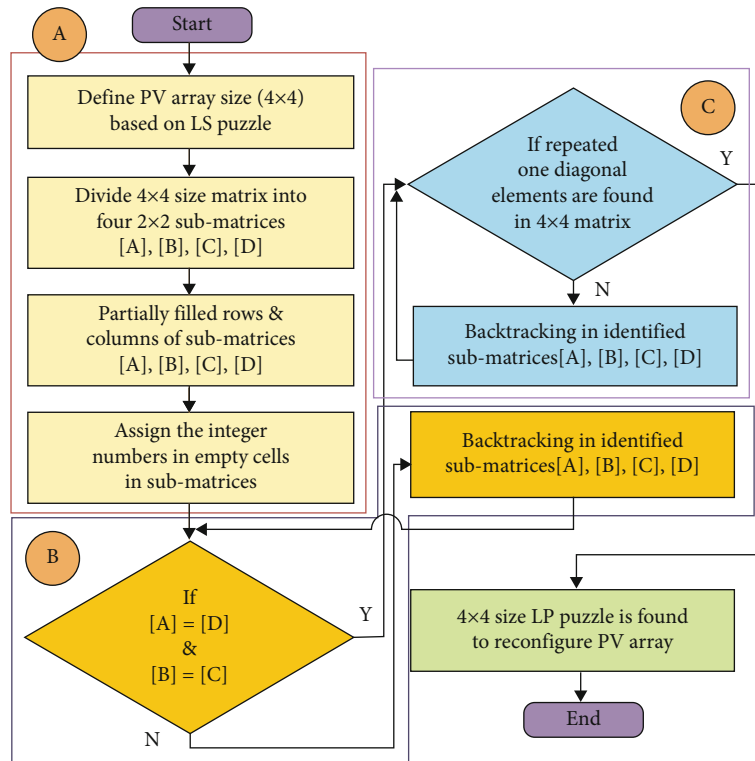 A
Start
Define PV array size (4×4)
based on LS puzzle
Divide 4×4 size matrix into
four 2×2 sub-matrices
[A], [B], [C], [D]
Partially filled rows &
columns of sub-matrices
[A], [B], [C], [D]
Assign the integer
numbers in empty cells
in sub-matrices
B
If
[A] = [D]
&
[B] = [C]
Y
N
C
If repeated
one diagonal
elements are found
in 4×4 matrix
Y
N
Backtracking in identified
sub-matrices[A], [B], [C], [D]
Backtracking in identified
sub-matrices[A], [B], [C], [D]
4×4 size LP puzzle is found
to reconfigure PV array
End